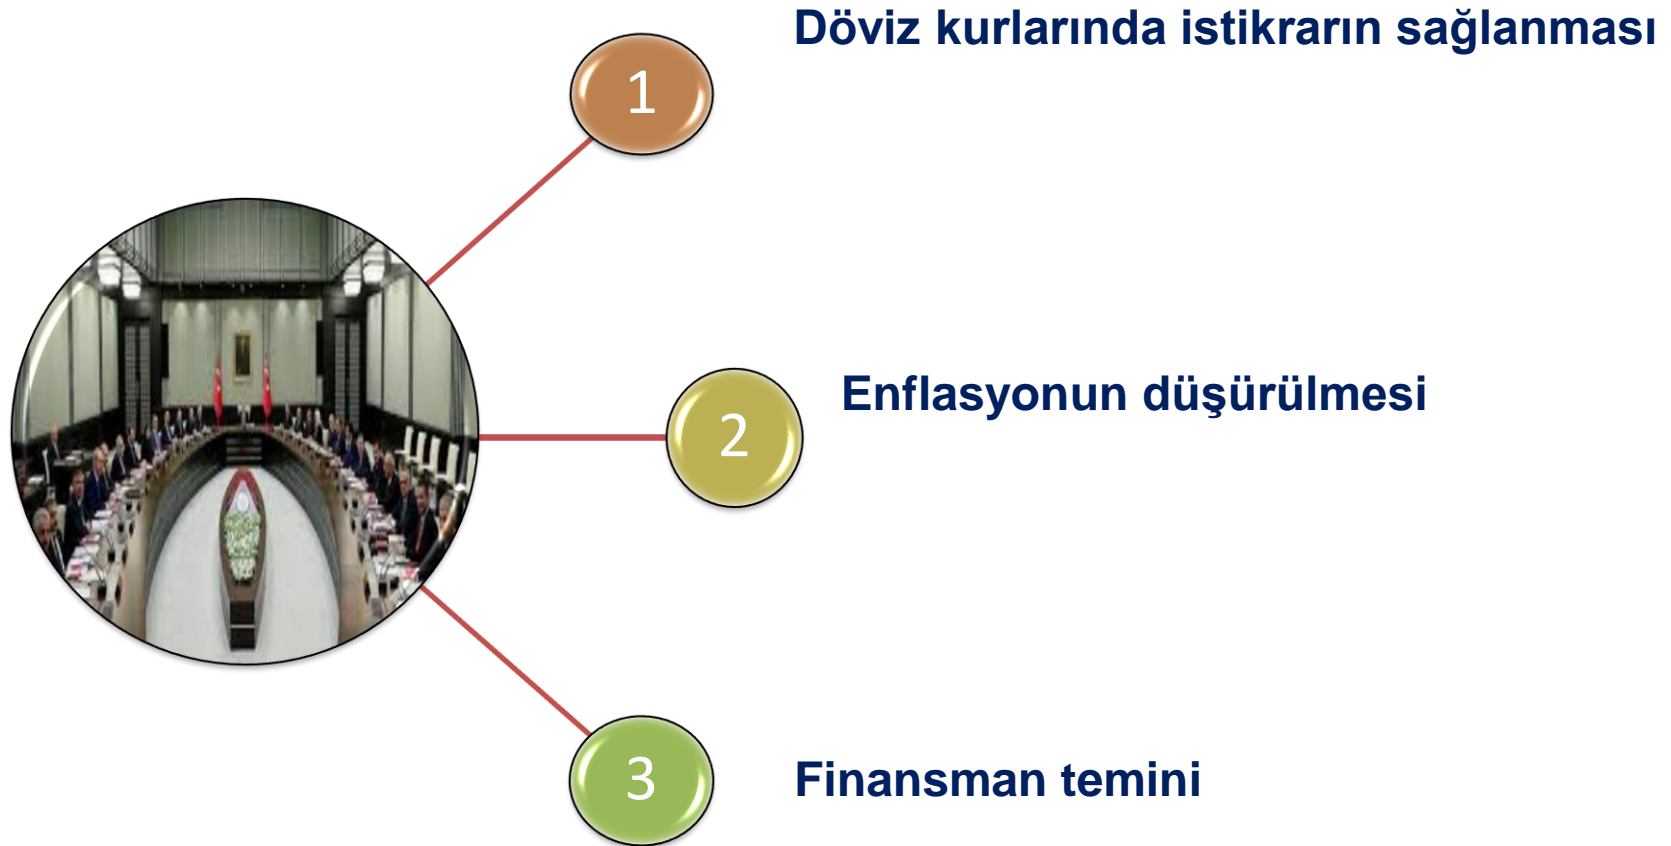 Döviz kurlarında istikrarın sağlanması
1
Enflasyonun düşürülmesi
2
Finansman temini
3